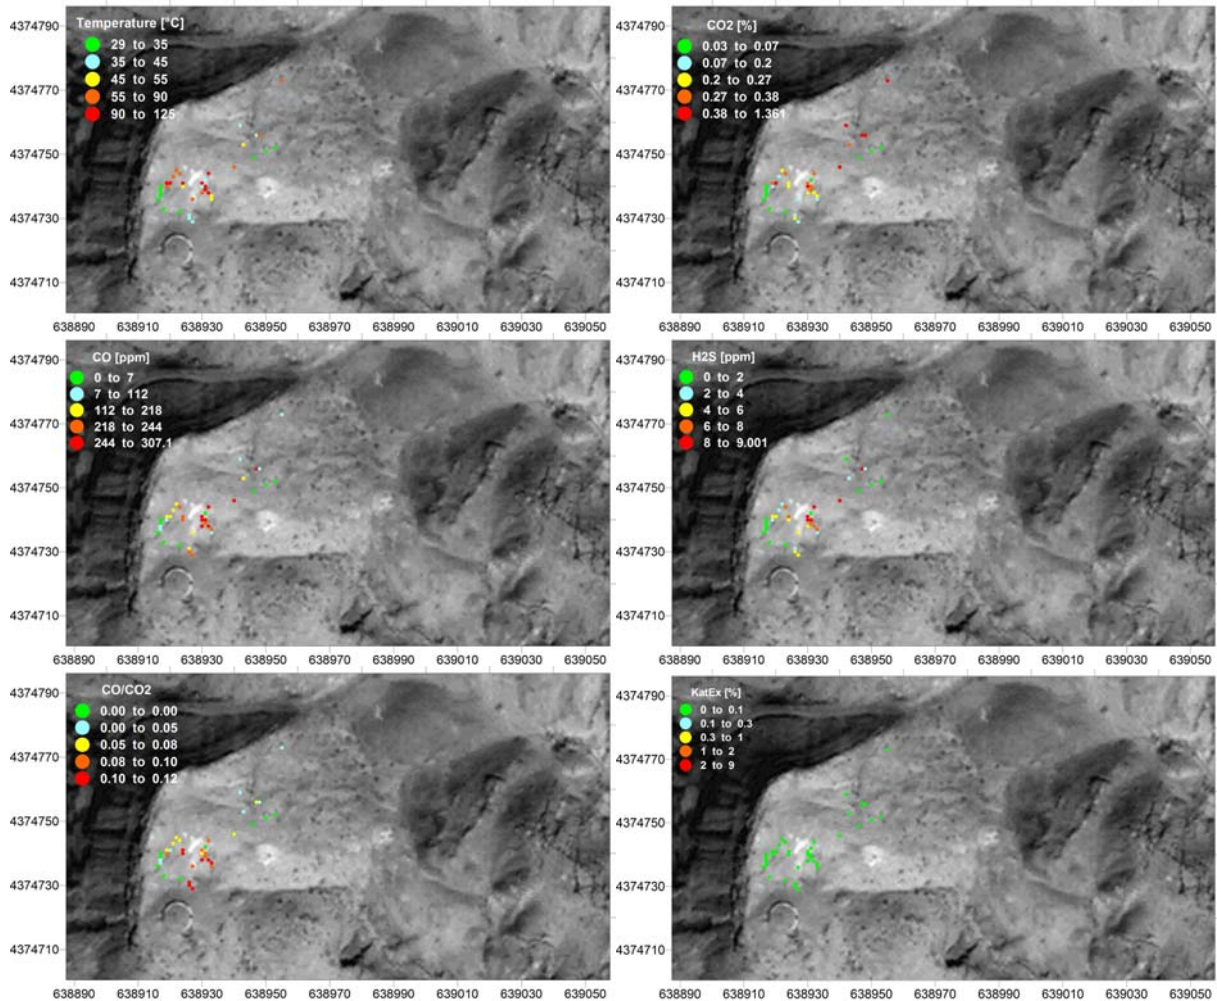 Temperature [°C]
29 to 35
35 to 45
45 to 55
55 to 90
90 to 125
4374790
4374770
4374750
4374730
4374710
638890 638910 638930 638950 638970 638990 639010 639030 639050
CO2 [%]
0.03 to 0.07
0.07 to 0.2
0.2 to 0.27
0.27 to 0.38
0.38 to 1.361
4374790
4374770
4374750
4374730
4374710
638890 638910 638930 638950 638970 638990 639010 639030 639050
CO [ppm]
0 to 7
7 to 112
112 to 218
218 to 244
244 to 307.1
4374790
4374770
4374750
4374730
4374710
638890 638910 638930 638950 638970 638990 639010 639030 639050
H2S [ppm]
0 to 2
2 to 4
4 to 6
6 to 8
8 to 9.001
4374790
4374770
4374750
4374730
4374710
638890 638910 638930 638950 638970 638990 639010 639030 639050
CO/CO2
0.00 to 0.00
0.00 to 0.05
0.05 to 0.08
0.08 to 0.10
0.10 to 0.12
4374790
4374770
4374750
4374730
4374710
638890 638910 638930 638950 638970 638990 639010 639030 639050
KatEx [%]
0 to 0.1
0.1 to 0.3
0.3 to 1
1 to 2
2 to 9
4374790
4374770
4374750
4374730
4374710
638890 638910 638930 638950 638970 638990 639010 639030 639050